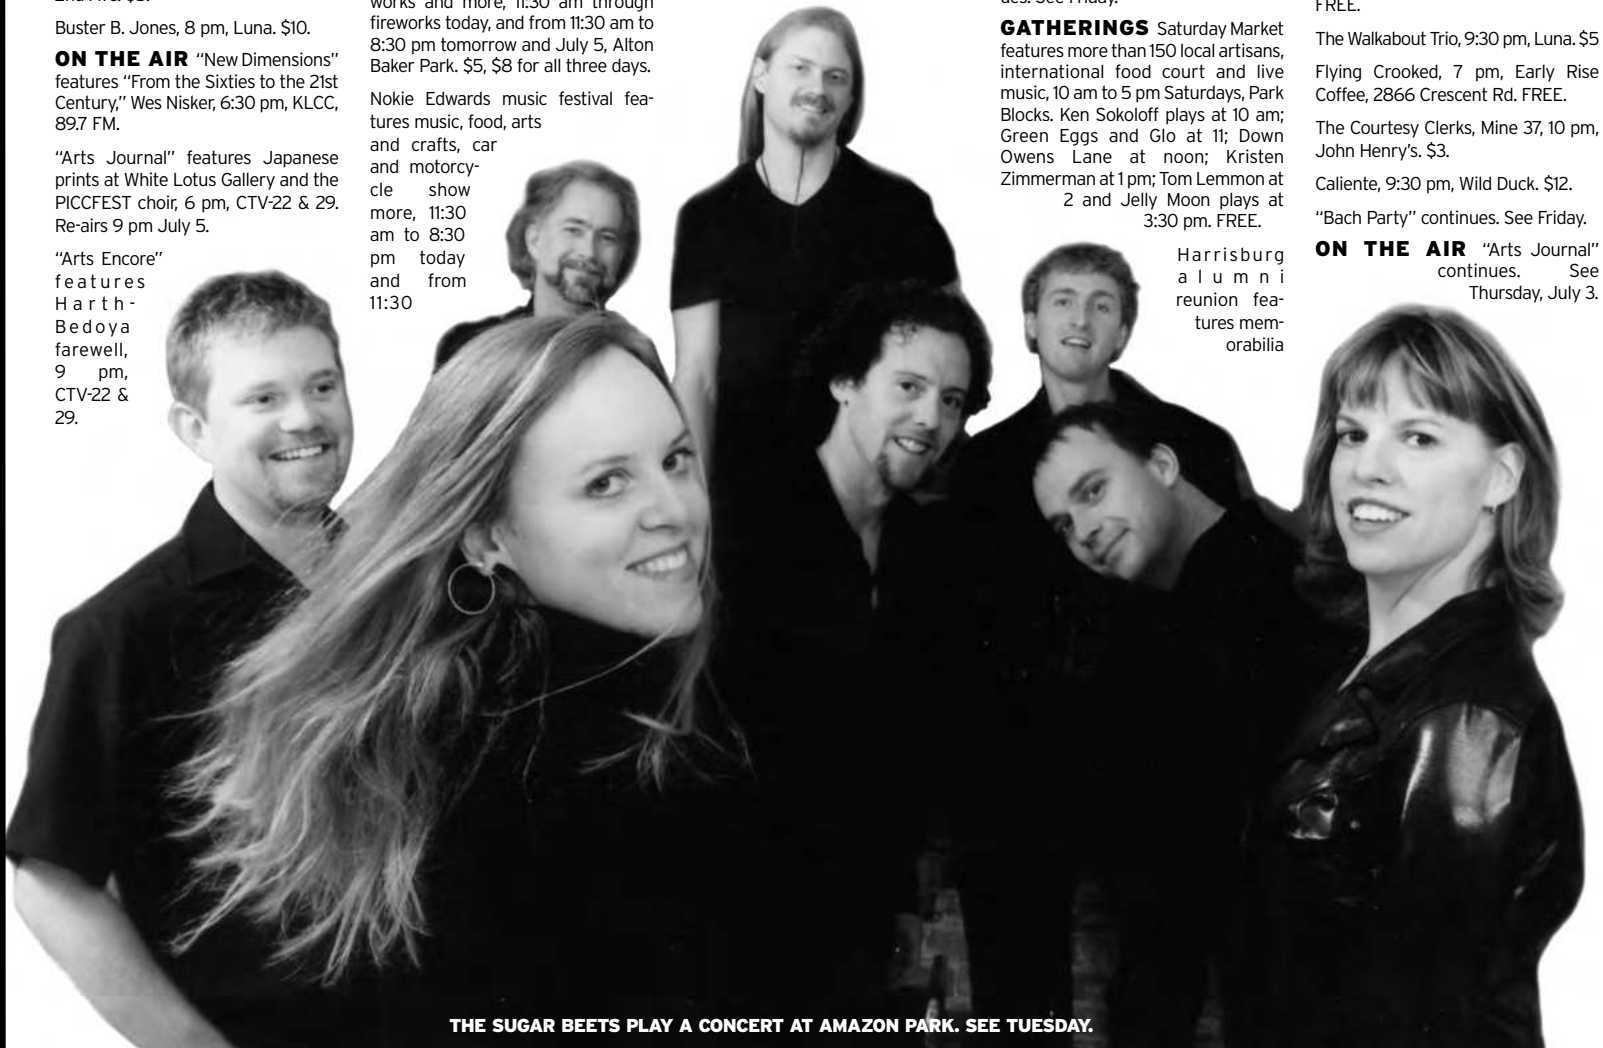 Buster B. Jones, 8 pm, Luna. $10.
ON THE AIR “New Dimensions”
features “From the Sixties to the 21st
Century,” Wes Nisker, 6:30 pm, KLCC,
89.7 FM.
“Arts Journal” features Japanese
prints at White Lotus Gallery and the
PICCFEST choir, 6 pm, CTV-22 & 29.
Re-airs 9 pm July 5.
“Arts Encore”
features
Harth-
Bedoya
farewell,
9 pm,
CTV-22 &
29.
works and more, 11:30 am through
fireworks today, and from 11:30 am to
8:30 pm tomorrow and July 5, Alton
Baker Park. $5, $8 for all three days.
Nokie Edwards music festival fea-
tures music, food, arts
and crafts, car
and motorcy-
cle show
more, 11:30
am to 8:30
pm today
and from
11:30
ues. See Friday.
GATHERINGS Saturday Market
features more than 150 local artisans,
international food court and live
music, 10 am to 5 pm Saturdays, Park
Blocks. Ken Sokoloff plays at 10 am;
Green Eggs and Glo at 11; Down
Owens Lane at noon; Kristen
Zimmerman at 1 pm; Tom Lemmon at
2 and Jelly Moon plays at
3:30 pm. FREE.
Harrisburg
alumni
reunion fea-
tures mem-
orabilia
FREE.
The Walkabout Trio, 9:30 pm, Luna. $5
Flying Crooked, 7 pm, Early Rise
Coffee, 2866 Crescent Rd. FREE.
The Courtesy Clerks, Mine 37, 10 pm,
John Henry’s. $3.
Caliente, 9:30 pm, Wild Duck. $12.
“Bach Party” continues. See Friday.
ON THE AIR “Arts Journal”
continues. See
Thursday, July 3.
THE SUGAR BEETS PLAY A CONCERT AT AMAZON PARK. SEE TUESDAY.